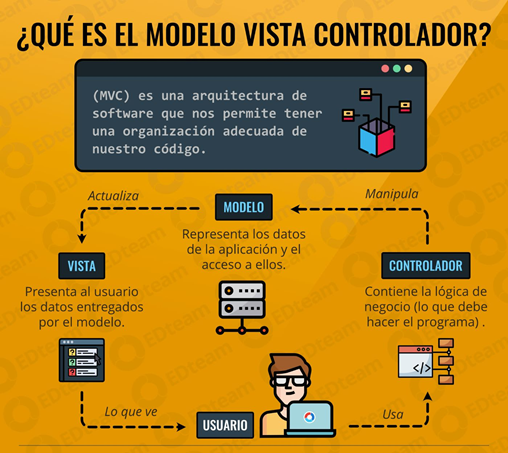 ¿QUÉ ES EL MODELO VISTA CONTROLADOR?
(MVC) es una arquitectura de
software que nos permite tener
una organización adecuada de
nuestro código.
Actualiza
MODELO
Manipula
Representa los datos
de la aplicación y el
acceso a ellos.
VISTA
Presenta al usuario
los datos entregados
por el modelo.
CONTROLADOR
Contiene la lógica de
negocio (lo que debe
hacer el programa) .
</>
Lo que ve
USUARIO
Usa
EDteam